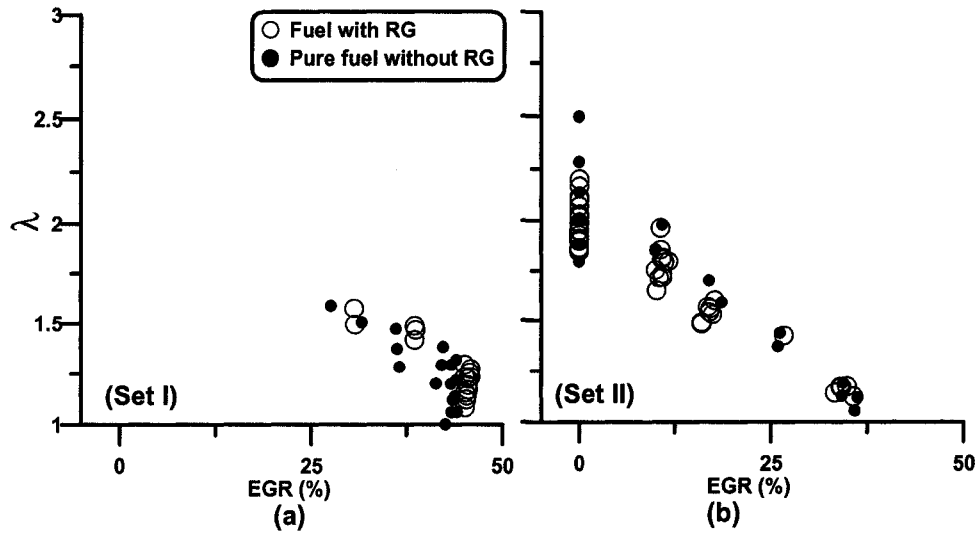 3
2.5
2
1.5
1
λ
Fuel with RG
Pure fuel without RG
(Set I)
(Set II)
0
25
50
0
25
50
EGR (%)
EGR (%)
(a)
(b)